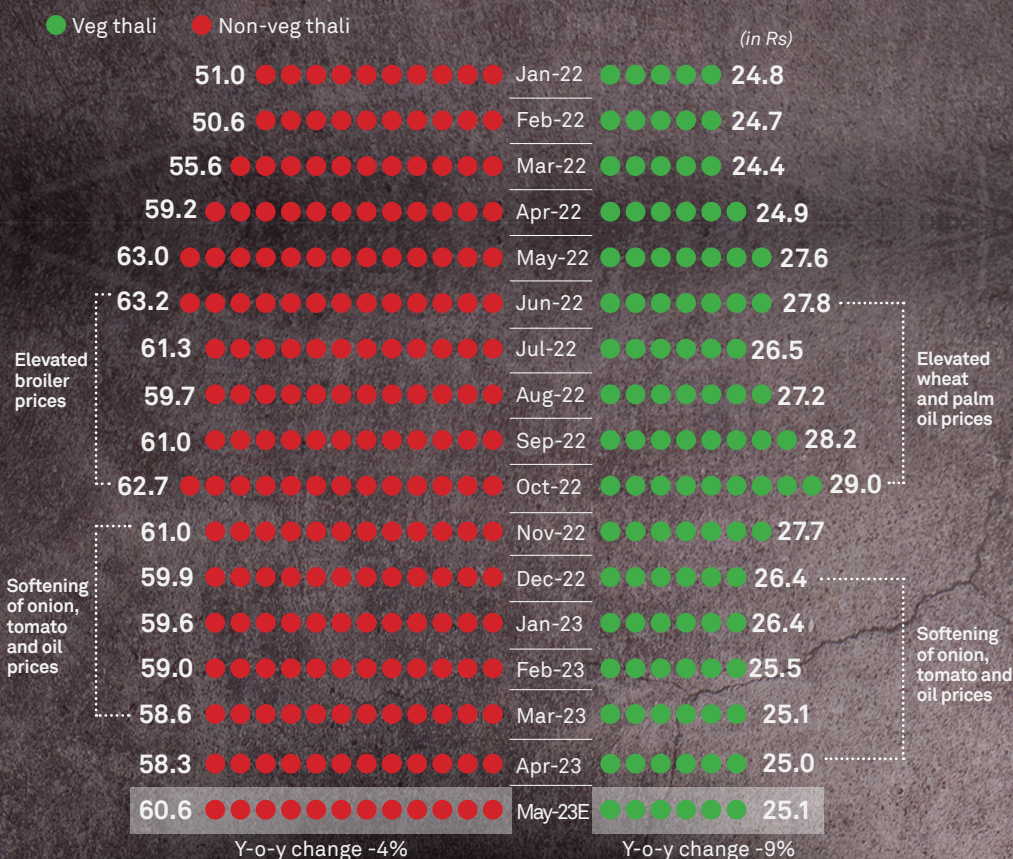 Veg thali Non-veg thali
(in Rs)
51.0 Jan-22 24.8
50.6 Feb-22 24.7
55.6 Mar-22 24.4
59.2 Apr-22 24.9
63.0 May-22 27.6
63.2 Jun-22 27.8
61.3 Jul-22 26.5
59.7 Aug-22 27.2
61.0 Sep-22 28.2
62.7 Oct-22 29.0
61.0 Nov-22 27.7
59.9 Dec-22 26.4
59.6 Jan-23 26.4
59.0 Feb-23 25.5
58.6 Mar-23 25.1
58.3 Apr-23 25.0
60.6 May-23E 25.1
Y-o-y change -4% Y-o-y change -9%
Elevated
broiler
prices
Softening
of onion,
tomato
and oil
prices
Elevated
wheat
and palm
oil prices
Softening
of onion,
tomato and
oil prices